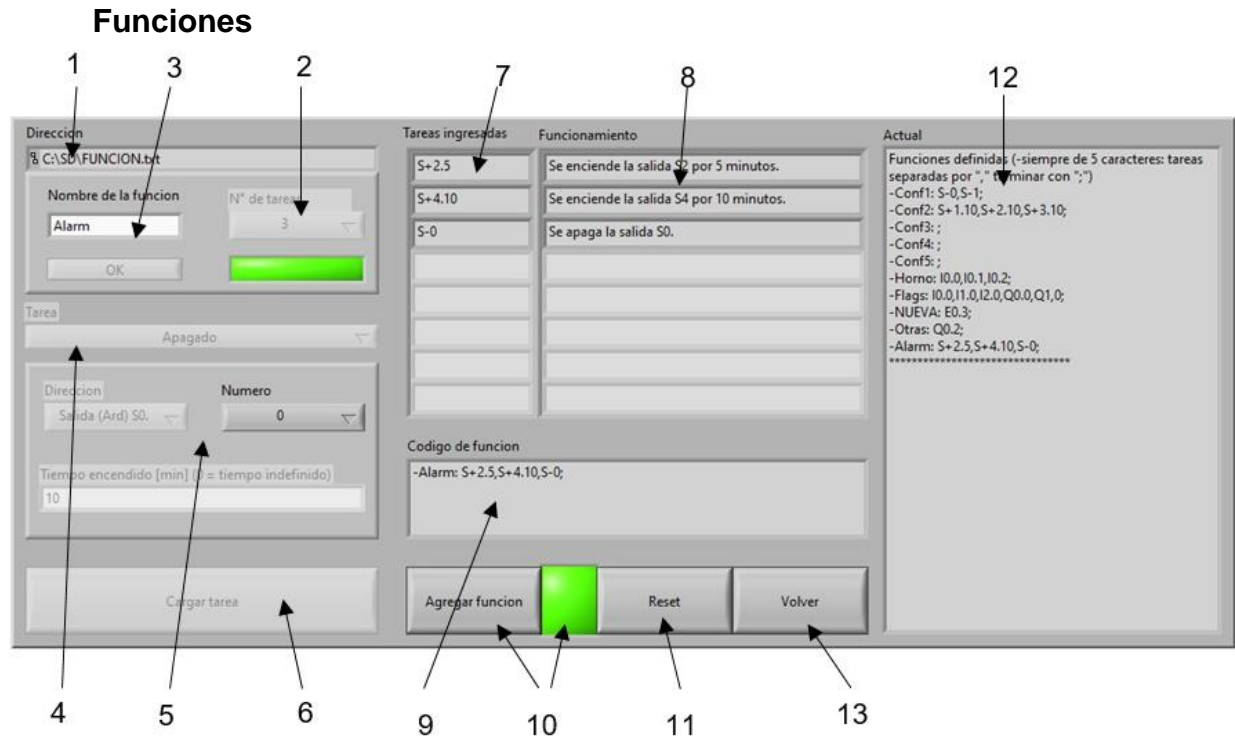 Funciones
1
3
2
7
8
12
Direccion
C:\SD\FUNCION.txt
Nombre de la funcion
Alarm
OK
N° de tarea
3
Tarea
Apagado
Direccion
Salida (Ard) S0.
Numero
0
Tiempo encendido [min] (0 = tiempo indefinido)
10
Cargar tarea
Tareas ingresadas
Funcionamiento
S+2.5
Se enciende la salida S2 por 5 minutos.
S+4.10
Se enciende la salida S4 por 10 minutos.
S-0
Se apaga la salida S0.
Codigo de funcion
-Alarm: S+2.5,S+4.10,S-0;
Agregar funcion
Reset
Volver
Actual
Funciones definidas (-siempre de 5 caracteres: tareas
separadas por "," terminar con ";")
-Conf1: S-0,S-1;
-Conf2: S+1.10,S+2.10,S+3.10;
-Conf3: ;
-Conf4: ;
-Conf5: ;
-Horno: I0.0,I0.1,I0.2;
-Flags: I0.0,I1.0,I2.0,Q0.0,Q1,0;
-NUEVA: E0.3;
-Otras: Q0.2;
-Alarm: S+2.5,S+4.10,S-0;
********************************
4
5
6
9
10
11
13